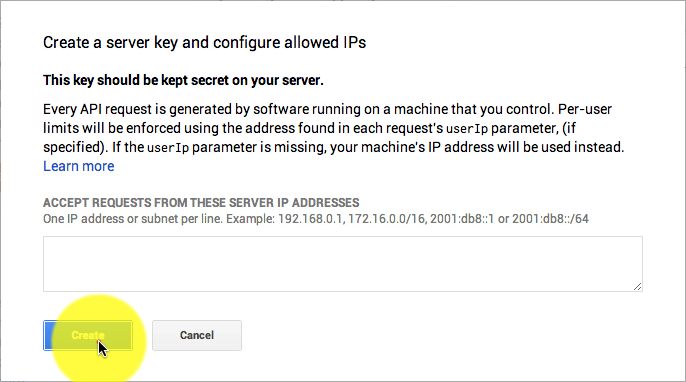 Create a server key and configure allowed IPs
This key should be kept secret on your server.
Every API request is generated by software running on a machine that you control. Per-user
limits will be enforced using the address found in each request's userIp parameter, (if
specified). If the userIp parameter is missing, your machine's IP address will be used instead.
Learn more
ACCEPT REQUESTS FROM THESE SERVER IP ADDRESSES
One IP address or subnet per line. Example: 192.168.0.1, 172.16.0.0/16, 2001:db8::1 or 2001:db8::/64
Create Cancel